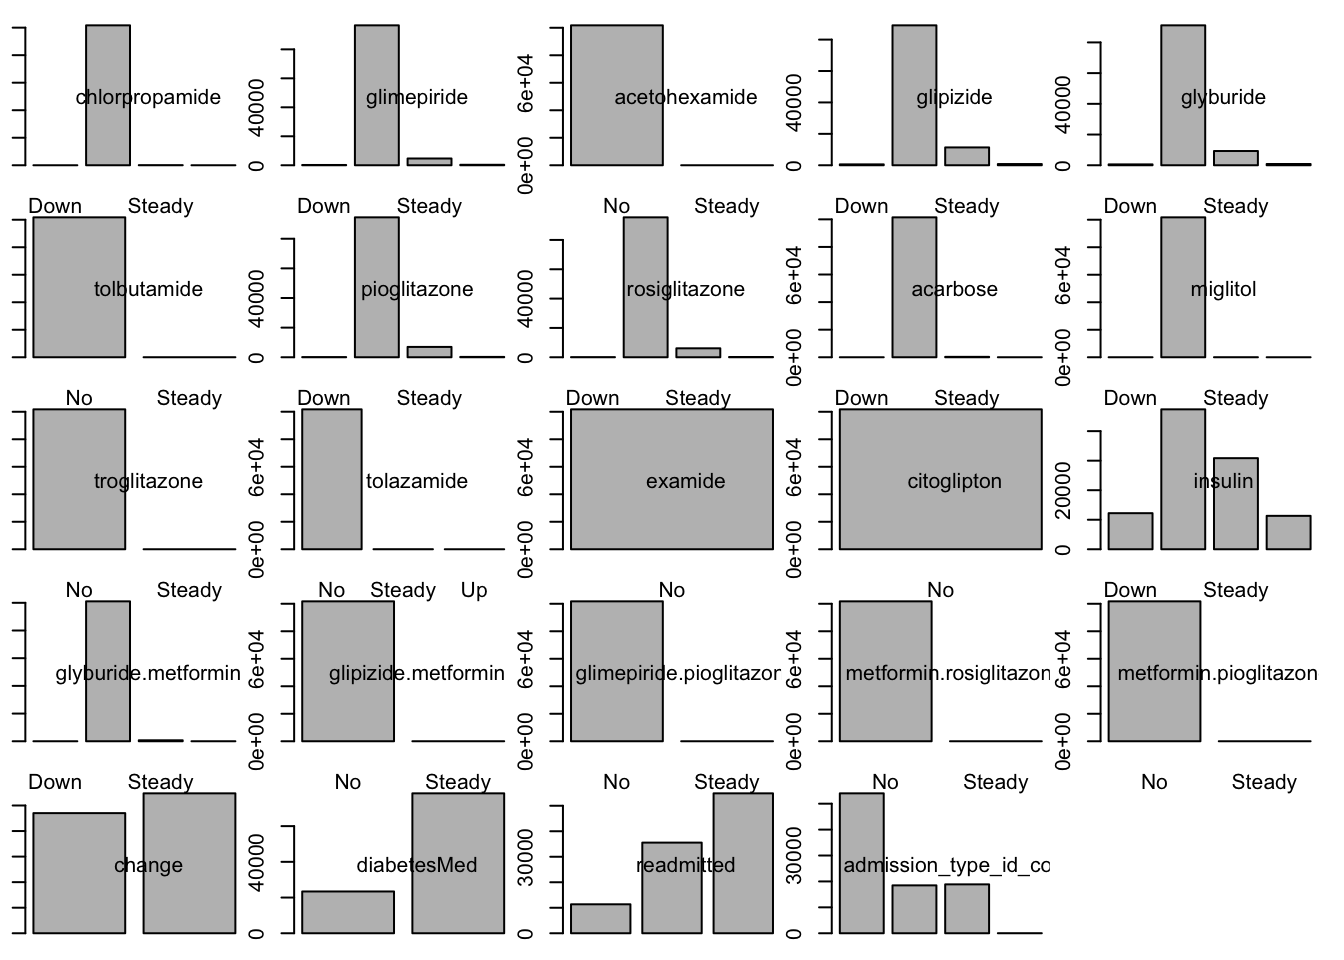 chlorpropamide
40000
0
glimepiride
6e+04
0e+00
acetohexamide
40000
0
glipizide
40000
0
glyburide
Down Steady
Down Steady
No Steady
Down Steady
Down Steady
tolbutamide
40000
0
pioglitazone
40000
0
rosiglitazone
6e+04
0e+00
acarbose
6e+04
0e+00
miglitol
No Steady
Down Steady
Down Steady
Down Steady
Down Steady
troglitazone
6e+04
0e+00
tolazamide
6e+04
0e+00
examide
6e+04
0e+00
citoglipton
20000
0
insulin
No Steady
No Steady Up
No
No
Down Steady
glyburide.metformin
6e+04
0e+00
glipizide.metformin
6e+04
0e+00
glimepiride.pioglitazon
6e+04
0e+00
metformin.rosiglitazon
6e+04
0e+00
metformin.pioglitazon
Down Steady
No Steady
No Steady
No Steady
No Steady
change
40000
0
diabetesMed
30000
0
readmitted
30000
0
admission_type_id_co